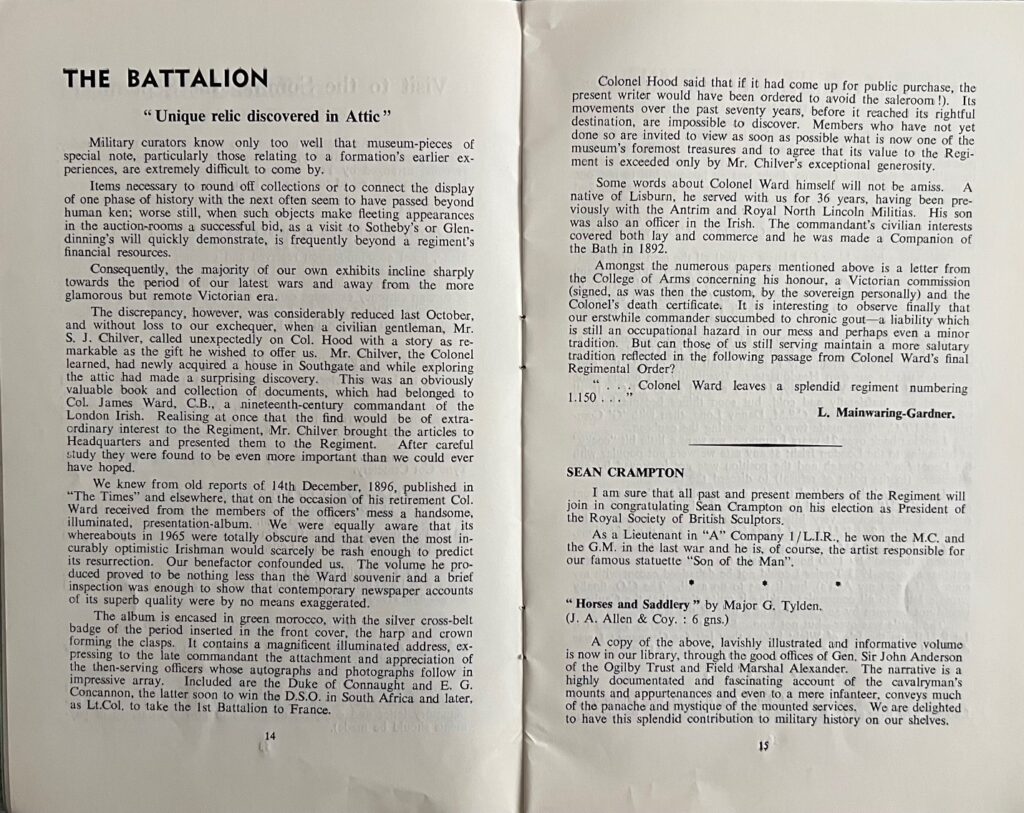 THE BATTALION
“Unique relic discovered in Attic”
Military curators know only too well that museum-pieces of
special note, particularly those relating to a formation's earlier ex-
periences, are extremely difficult to come by.
Items necessary to round off collections or to connect the display
of one phase of history with the next often seem to have passed beyond
human ken; worse still, when such objects make fleeting appearances
in the auction-rooms a successful bid, as a visit to Sotheby's or Glen-
dinning's will quickly demonstrate, is frequently beyond a regiment's
financial resources.
Consequently, the majority of our own exhibits incline sharply
towards the period of our latest wars and away from the more
glamorous but remote Victorian era.
The discrepancy, however, was considerably reduced last October,
and without loss to our exchequer, when a civilian gentleman, Mr.
S. J. Chilver, called unexpectedly on Col. Hood with a story as re-
markable as the gift he wished to offer us. Mr. Chilver, the Colonel
learned, had newly acquired a house in Southgate and while exploring
the attic had made a surprising discovery. This was an obviously
valuable book and collection of documents, which had belonged to
Col. James Ward, C.B., a nineteenth-century commandant of the
London Irish. Realising at once that the find would be of extra-
ordinary interest to the Regiment, Mr. Chilver brought the articles to
Headquarters and presented them to the Regiment. After careful
study they were found to be even more important than we could ever
have hoped.
We knew from old reports of 14th December, 1896, published in
“The Times” and elsewhere, that on the occasion of his retirement Col.
Ward received from the members of the officers' mess a handsome,
illuminated, presentation-album. We were equally aware that its
whereabouts in 1965 were totally obscure and that even the most in-
curably optimistic Irishman would scarcely be rash enough to predict
its resurrection. Our benefactor confounded us. The volume he pro-
duced proved to be nothing less than the Ward souvenir and a brief
inspection was enough to show that contemporary newspaper accounts
of its superb quality were by no means exaggerated.
The album is encased in green morocco, with the silver cross-belt
badge of the period inserted in the front cover, the harp and crown
forming the clasps. It contains a magnificent illuminated address, ex-
pressing to the late commandant the attachment and appreciation of
the then-serving officers whose autographs and photographs follow in
impressive array. Included are the Duke of Connaught and E. G.
Concannon, the latter soon to win the D.S.O. in South Africa and later,
as Lt.Col. to take the 1st Battalion to France.
14
Colonel Hood said that if it had come up for public purchase, the
present writer would have been ordered to avoid the saleroom!). Its
movements over the past seventy years, before it reached its rightful
destination, are impossible to discover. Members who have not yet
done so are invited to view as soon as possible what is now one of the
museum's foremost treasures and to agree that its value to the Regi-
ment is exceeded only by Mr. Chilver's exceptional generosity.
Some words about Colonel Ward himself will not be amiss. A
native of Lisburn, he served with us for 36 years, having been pre-
viously with the Antrim and Royal North Lincoln Militias. His son
was also an officer in the Irish. The commandant's civilian interests
covered both lay and commerce and he was made a Companion of
the Bath in 1892.
Amongst the numerous papers mentioned above is a letter from
the College of Arms concerning his honour, a Victorian commission
(signed, as was then the custom, by the sovereign personally) and the
Colonel's death certificate. It is interesting to observe finally that
our erstwhile commander succumbed to chronic gout—a liability which
is still an occupational hazard in our mess and perhaps even a minor
tradition. But can those of us still serving maintain a more salutary
tradition reflected in the following passage from Colonel Ward's final
Regimental Order?
“ . . . Colonel Ward leaves a splendid regiment numbering
1.150 . . . ”
L. Mainwaring-Gardner.
SEAN CRAMPTON
I am sure that all past and present members of the Regiment will
join in congratulating Sean Crampton on his election as President of
the Royal Society of British Sculptors.
As a Lieutenant in “A” Company 1/L.I.R., he won the M.C. and
the G.M. in the last war and he is, of course, the artist responsible for
our famous statuette “Son of the Man”.
* * *
“Horses and Saddlery” by Major G. Tylden.
(J. A. Allen & Coy. : 6 gns.)
A copy of the above, lavishly illustrated and informative volume
is now in our library, through the good offices of Gen. Sir John Anderson
of the Ogilby Trust and Field Marshal Alexander. The narrative is a
highly documentated and fascinating account of the cavalryman's
mounts and appurtenances and even to a mere infanteer, conveys much
of the panache and mystique of the mounted services. We are delighted
to have this splendid contribution to military history on our shelves.
15